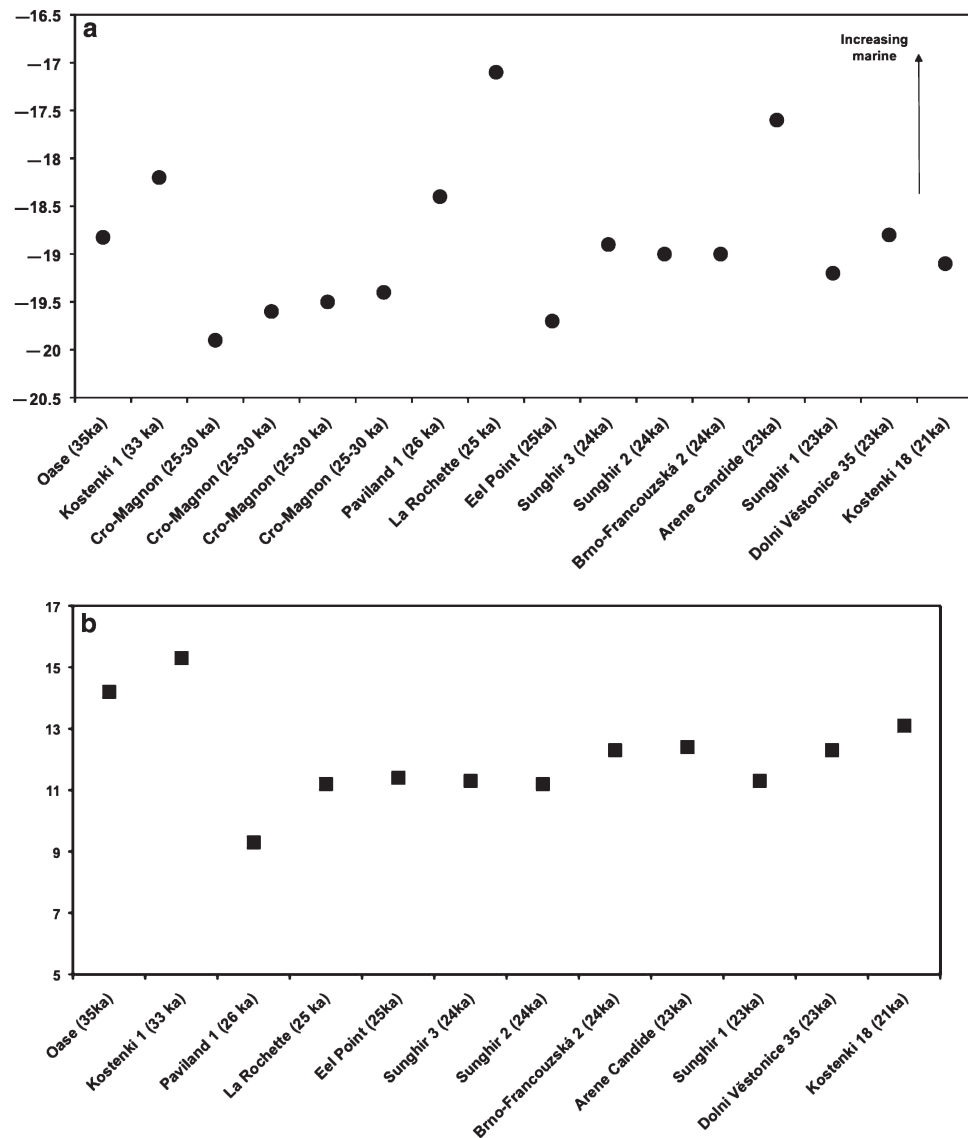 a
—16.5
—17
—17.5
—18
—18.5
—19
—19.5
—20
—20.5
Increasing
marine
Oase (35ka)
Kostenki 1 (33 ka)
Cro-Magnon (25-30 ka)
Cro-Magnon (25-30 ka)
Cro-Magnon (25-30 ka)
Cro-Magnon (25-30 ka)
Paviland 1 (26 ka)
La Rochette (25 ka)
Eel Point (25ka)
Sunghir 3 (24ka)
Sunghir 2 (24ka)
Brno-Francouzská 2 (24ka)
Arene Candide (23ka)
Sunghir 1 (23ka)
Dolni Věstonice 35 (23ka)
Kostenki 18 (21ka)
b
17
15
13
11
9
7
5
Oase (35ka)
Kostenki 1 (33 ka)
Paviland 1 (26 ka)
La Rochette (25 ka)
Eel Point (25ka)
Sunghir 3 (24ka)
Sunghir 2 (24ka)
Brno-Francouzská 2 (24ka)
Arene Candide (23ka)
Sunghir 1 (23ka)
Dolni Věstonice 35 (23ka)
Kostenki 18 (21ka)